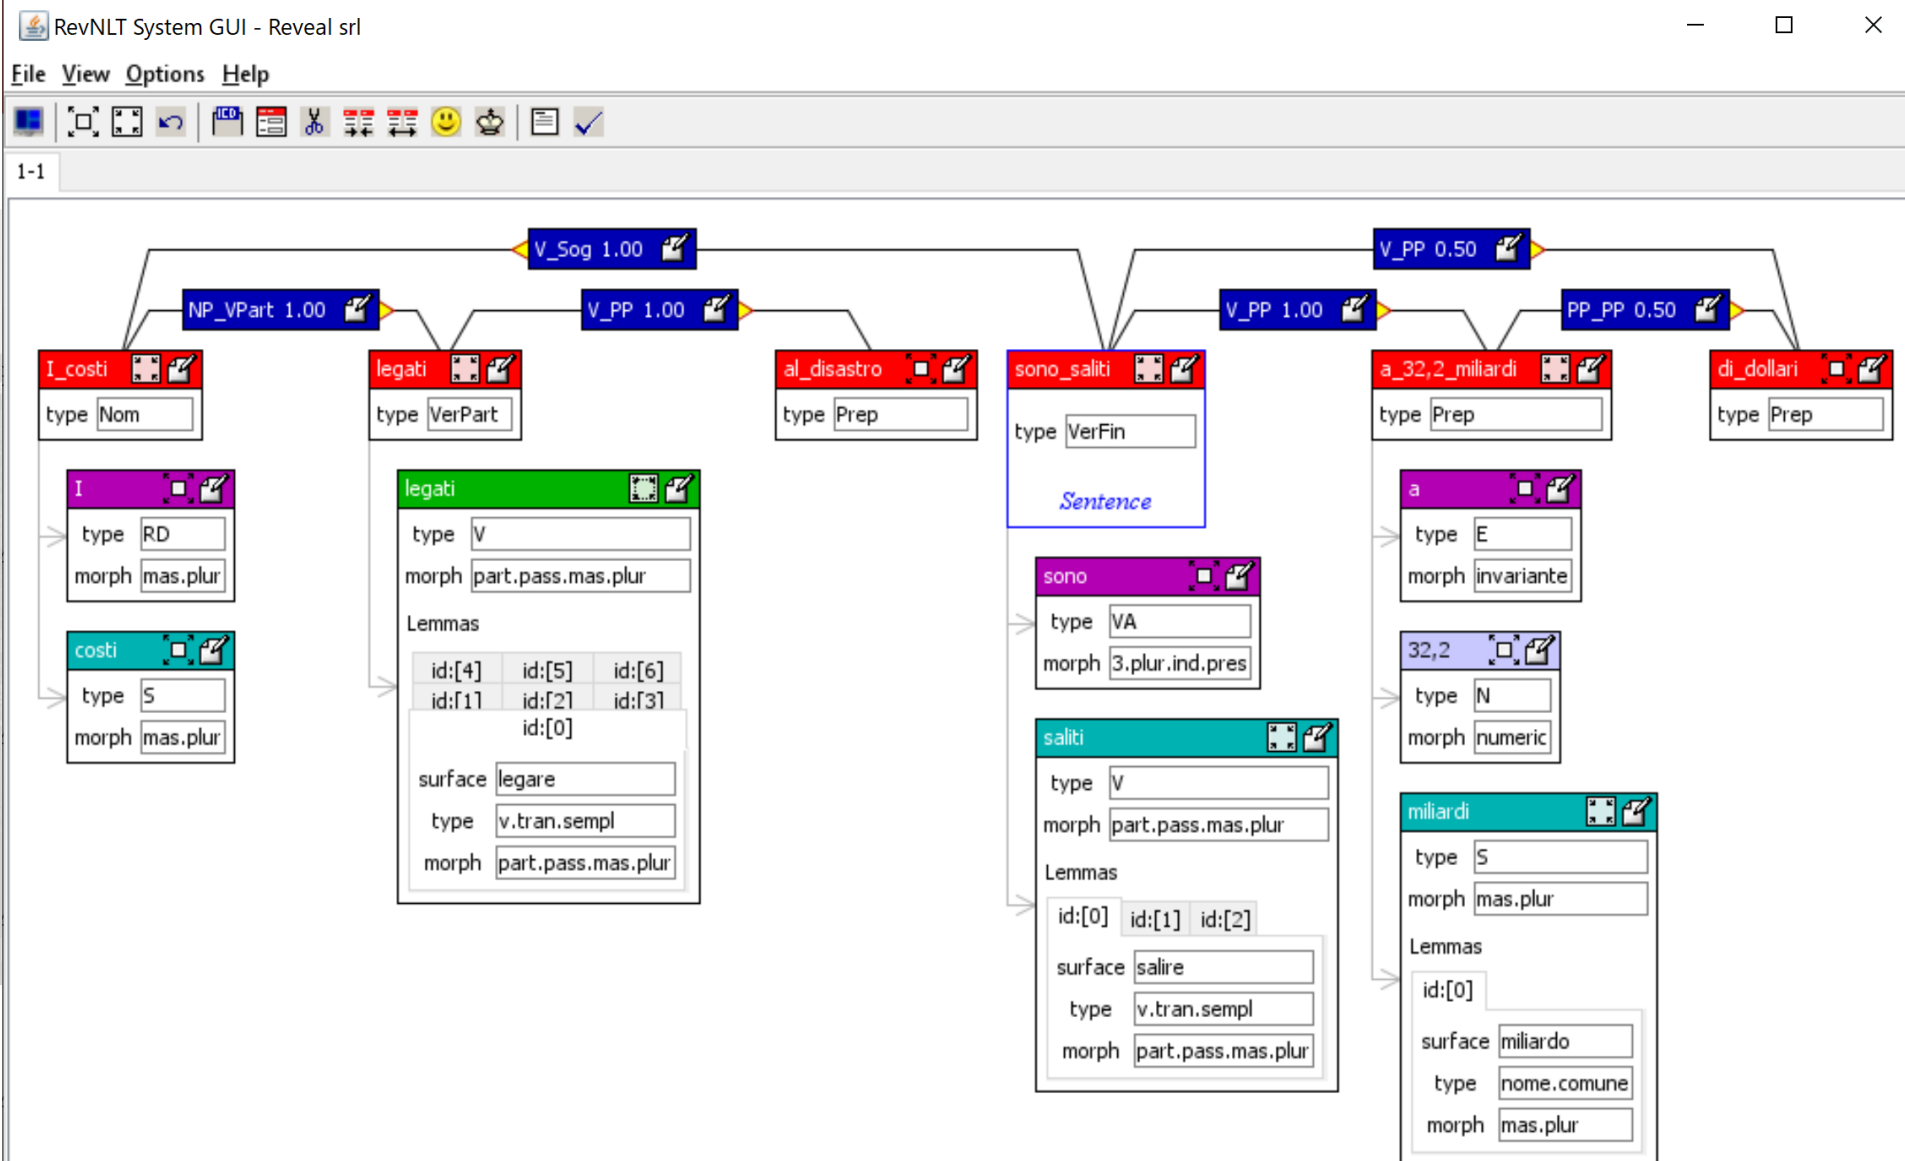 RevNLT System GUI - Reveal srl
File View Options Help
ICO
1-1
V_Sog 1.00
V_PP 0.50
NP_VPart 1.00
V_PP 1.00
V_PP 1.00
PP_PP 0.50
I_costi
type Nom
legati
type VerPart
al_disastro
type Prep
sono_saliti
type VerFin
Sentence
a_32,2_miliardi
type Prep
di_dollari
type Prep
I
type RD
morph mas.plur
costi
type S
morph mas.plur
legati
type V
morph part.pass.mas.plur
Lemmas
id:[4] id:[5] id:[6]
id:[1] id:[2] id:[3]
id:[0]
surface legare
type v.tran.sempl
morph part.pass.mas.plur
sono
type VA
morph 3.plur.ind.pres
saliti
type V
morph part.pass.mas.plur
Lemmas
id:[0] id:[1] id:[2]
surface salire
type v.tran.sempl
morph part.pass.mas.plur
a
type E
morph invariante
32,2
type N
morph numeric
miliardi
type S
morph mas.plur
Lemmas
id:[0]
surface miliardo
type nome.comune
morph mas.plur